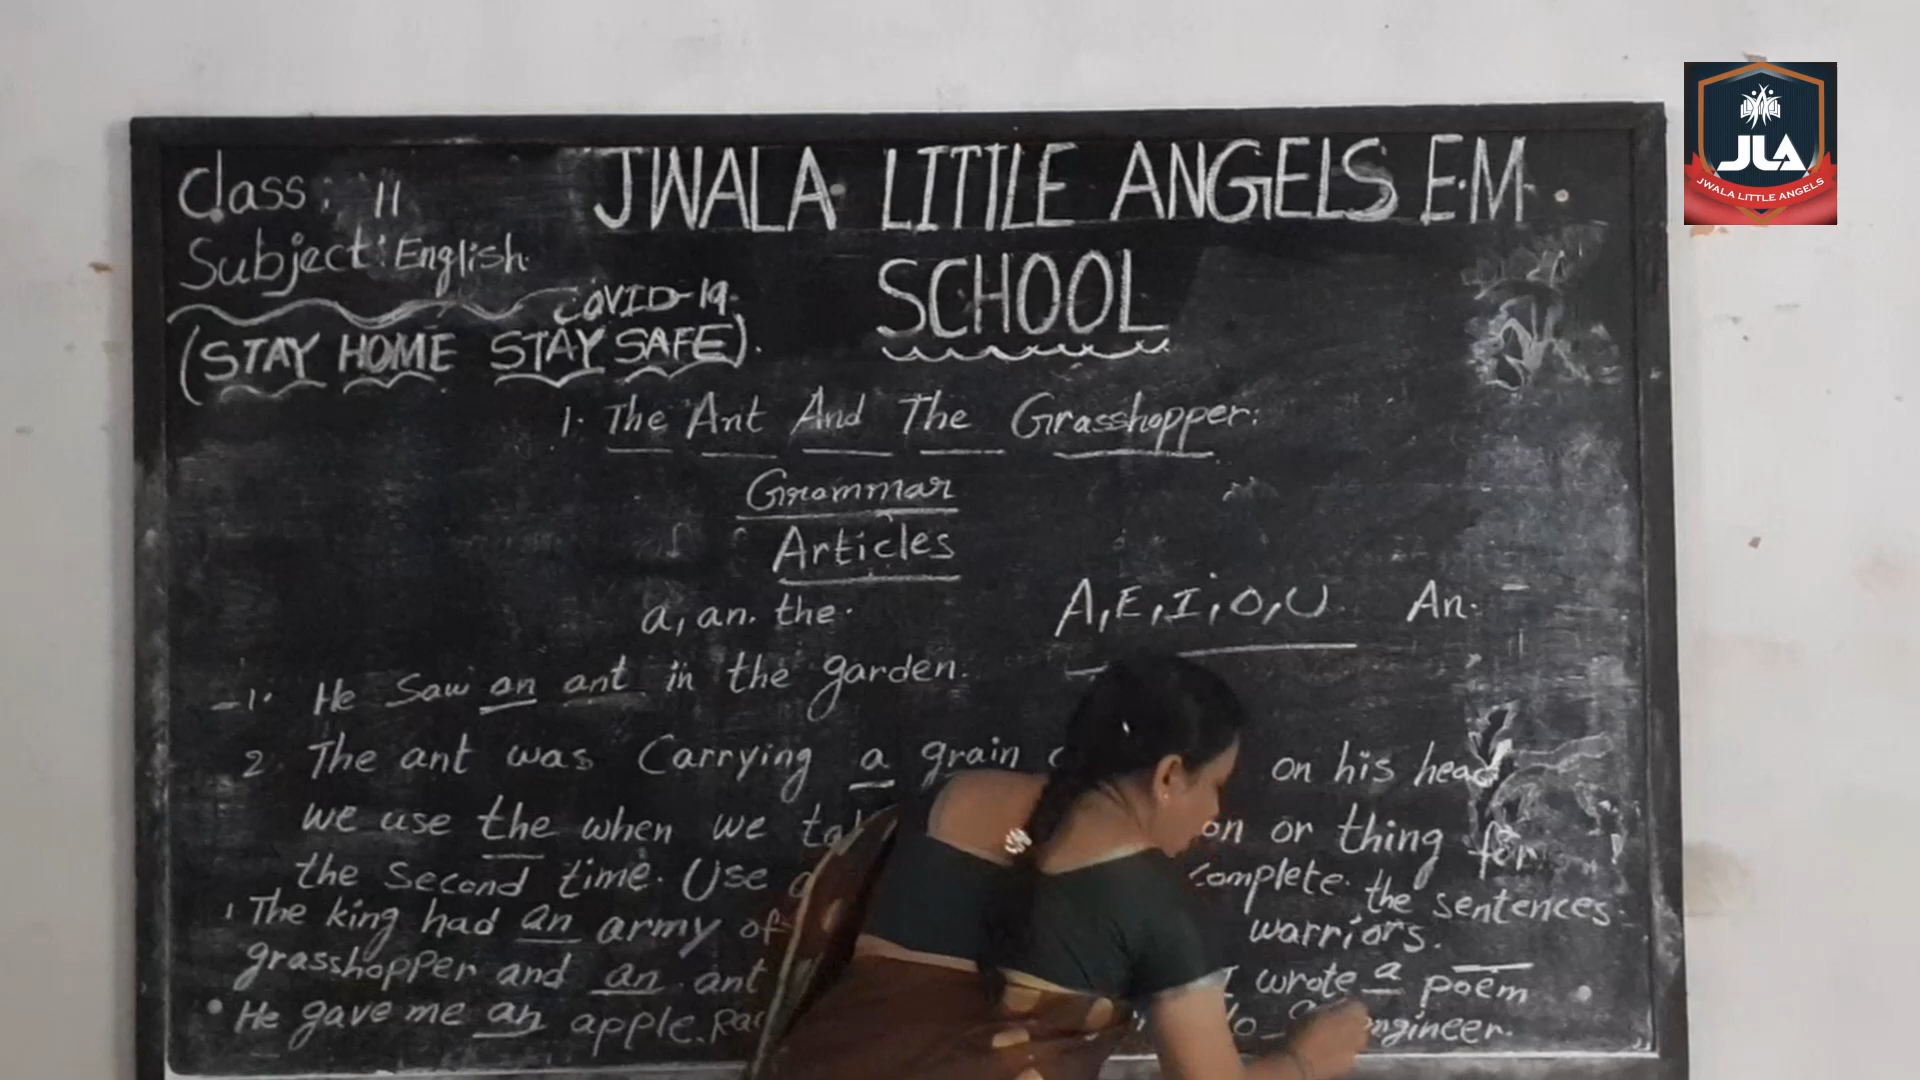 JLA
JWALA LITTLE ANGELS
Class: II
JWALA LITTLE ANGELS E.M.
SCHOOL
Subject: English.
COVID-19.
(STAY HOME STAY SAFE).
1. The Ant And The Grasshopper:
Grammar
Articles
a, an. the.
A, E, I, O, U. An.
1. He Saw an ant in the garden.
2. The ant was Carrying a grain on his head
we use the when we or thing for
the second time. Use complete the sentences.
1 The king had an army of warriors.
grasshopper and an ant I wrote a poem
He gave me an apple. engineer.